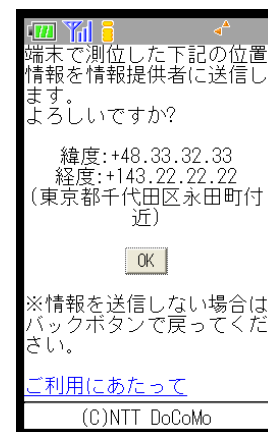 端末で測位した下記の位置
情報を情報提供者に送信し
ます。
よろしいですか?
緯度:+48.33.32.33
経度:+143.22.22.22
(東京都千代田区永田町付
近)
OK
※情報を送信しない場合は
バックボタンで戻ってくだ
さい。
ご利用にあたって
(C)NTT DoCoMo